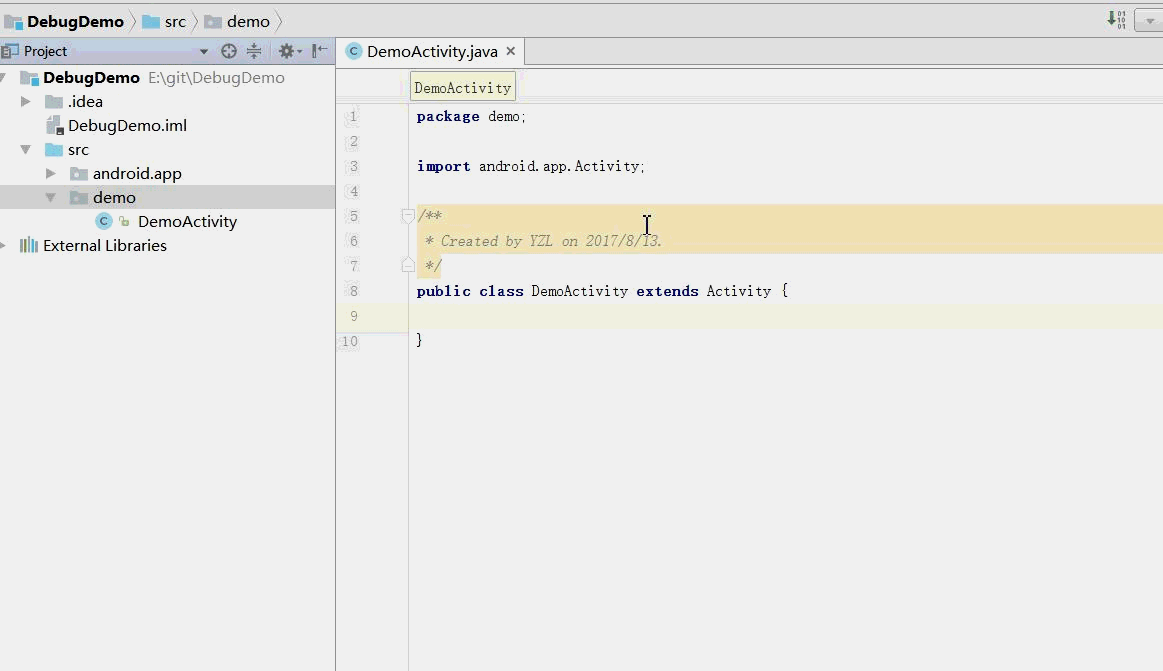 DebugDemo src demo
Project
DemoActivity.java
DebugDemo E:\git\DebugDemo
.idea
DebugDemo.iml
src
android.app
demo
DemoActivity
External Libraries
DemoActivity
1 package demo;
2
3 import android.app.Activity;
4
5 /**
6 * Created by YZL on 2017/8/13.
7 */
8 public class DemoActivity extends Activity {
9
10 }